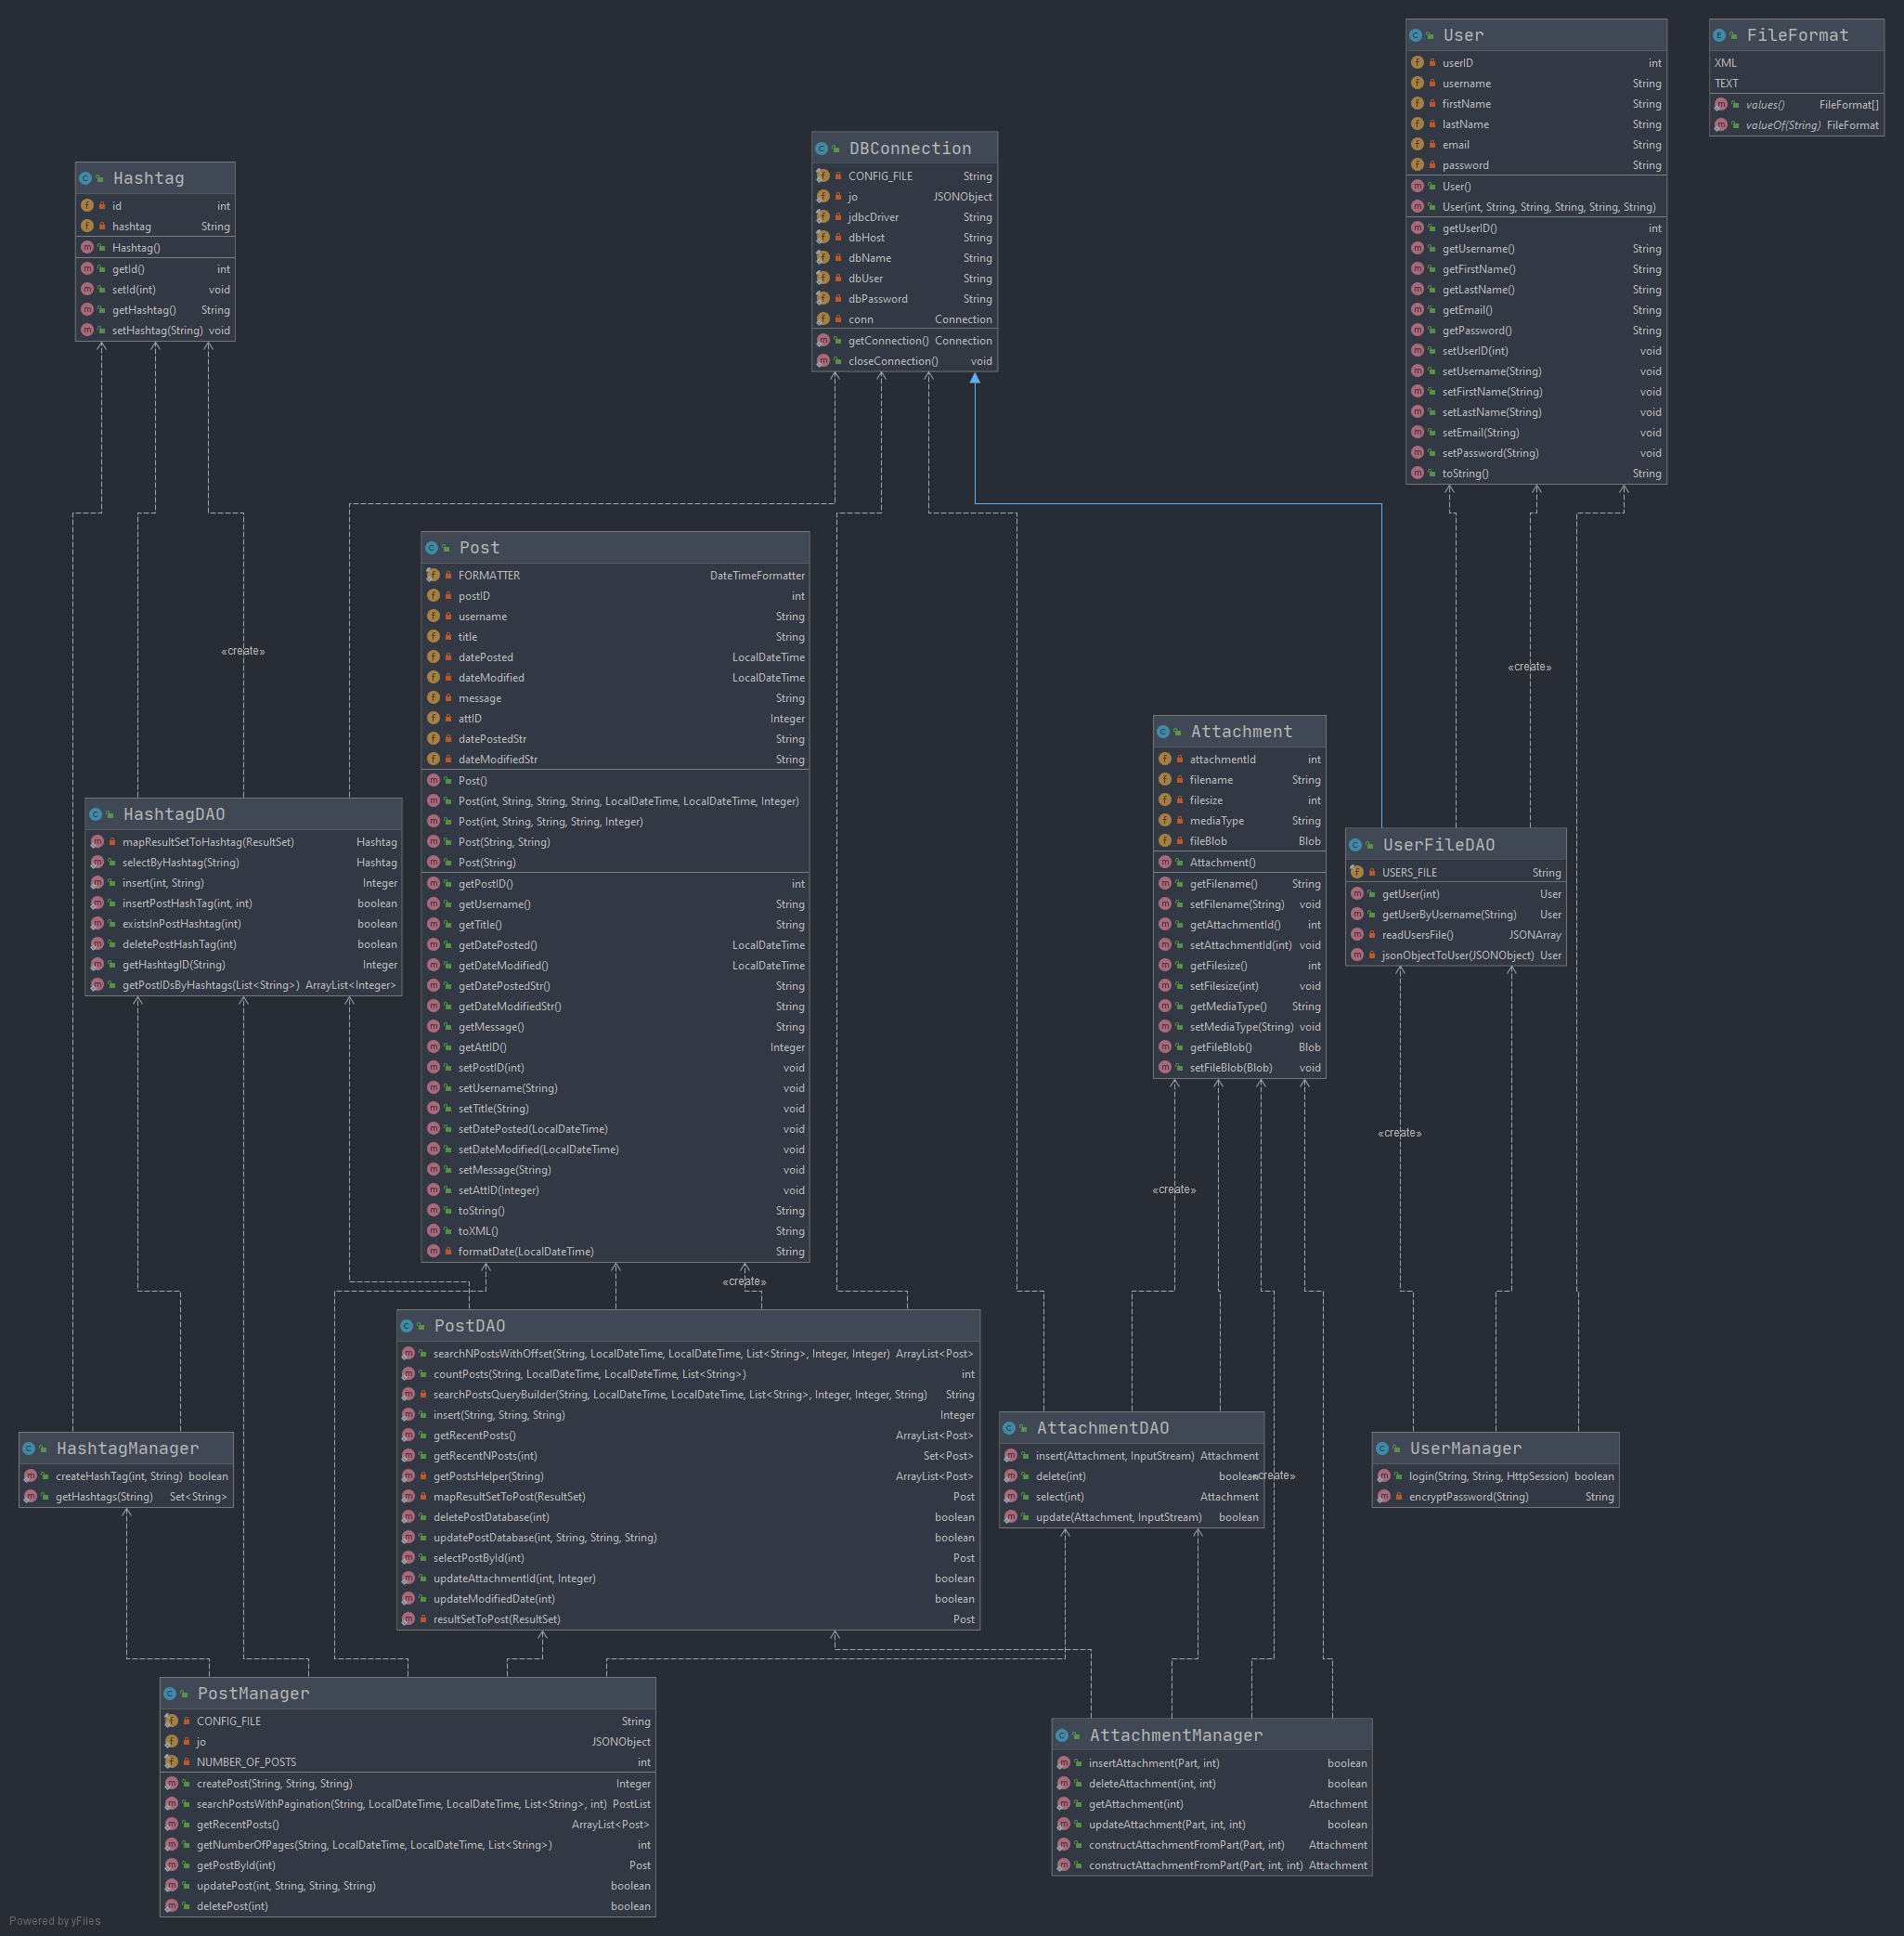 User
userID int
username String
firstName String
lastName String
email String
password String
User()
User(int, String, String, String, String, String)
getUserID() int
getUsername() String
getFirstName() String
getLastName() String
getEmail() String
getPassword() String
setUserID(int) void
setUsername(String) void
setFirstName(String) void
setLastName(String) void
setEmail(String) void
setPassword(String) void
toString() String
FileFormat
XML
TEXT
values() FileFormat[]
valueOf(String) FileFormat
DBConnection
CONFIG_FILE String
jo JSONObject
jdbcDriver String
dbHost String
dbName String
dbUser String
dbPassword String
conn Connection
getConnection() Connection
closeConnection() void
Hashtag
id int
hashtag String
Hashtag()
getId() int
setId(int) void
getHashtag() String
setHashtag(String) void
Post
FORMATTER DateTimeFormatter
postID int
username String
title String
datePosted LocalDateTime
dateModified LocalDateTime
message String
attID Integer
datePostedStr String
dateModifiedStr String
Post()
Post(int, String, String, String, LocalDateTime, LocalDateTime, Integer)
Post(int, String, String, String, Integer)
Post(String, String)
Post(String)
getPostID() int
getUsername() String
getTitle() String
getDatePosted() LocalDateTime
getDateModified() LocalDateTime
getDatePostedStr() String
getDateModifiedStr() String
getMessage() String
getAttID() Integer
setPostID(int) void
setUsername(String) void
setTitle(String) void
setDatePosted(LocalDateTime) void
setDateModified(LocalDateTime) void
setMessage(String) void
setAttID(Integer) void
toString() String
toXML() String
formatDate(LocalDateTime) String
«create»
«create»
Attachment
attachmentId int
filename String
filesize int
mediaType String
fileBlob Blob
Attachment()
getFilename() String
setFilename(String) void
getAttachmentId() int
setAttachmentId(int) void
getFilesize() int
setFilesize(int) void
getMediaType() String
setMediaType(String) void
getFileBlob() Blob
setFileBlob(Blob) void
HashtagDAO
mapResultSetToHashtag(ResultSet) Hashtag
selectByHashtag(String) Hashtag
insert(int, String) Integer
insertPostHashTag(int, int) boolean
existsInPostHashtag(int) boolean
deletePostHashTag(int) boolean
getHashtagID(String) Integer
getPostIDsByHashtags(List<String>) ArrayList<Integer>
UserFileDAO
USERS_FILE String
getUser(int) User
getUserByUsername(String) User
readUsersFile() JSONArray
jsonObjectToUser(JSONObject) User
«create»
«create»
«create»
PostDAO
searchNPostsWithOffset(String, LocalDateTime, LocalDateTime, List<String>, Integer, Integer) ArrayList<Post>
countPosts(String, LocalDateTime, LocalDateTime, List<String>) int
searchPostsQueryBuilder(String, LocalDateTime, LocalDateTime, List<String>, Integer, Integer, String) String
insert(String, String, String) Integer
getRecentPosts() ArrayList<Post>
getRecentNPosts(int) Set<Post>
getPostsHelper(String) ArrayList<Post>
mapResultSetToPost(ResultSet) Post
deletePostDatabase(int) boolean
updatePostDatabase(int, String, String, String) boolean
selectPostById(int) Post
updateAttachmentId(int, Integer) boolean
updateModifiedDate(int) boolean
resultSetToPost(ResultSet) Post
AttachmentDAO
insert(Attachment, InputStream) Attachment
delete(int) boolean
select(int) Attachment
update(Attachment, InputStream) boolean
«create»
HashtagManager
createHashTag(int, String) boolean
getHashtags(String) Set<String>
UserManager
login(String, String, HttpSession) boolean
encryptPassword(String) String
PostManager
CONFIG_FILE String
jo JSONObject
NUMBER_OF_POSTS int
createPost(String, String, String) Integer
searchPostsWithPagination(String, LocalDateTime, LocalDateTime, List<String>, int) PostList
getRecentPosts() ArrayList<Post>
getNumberOfPages(String, LocalDateTime, LocalDateTime, List<String>) int
getPostById(int) Post
updatePost(int, String, String, String) boolean
deletePost(int) boolean
AttachmentManager
insertAttachment(Part, int) boolean
deleteAttachment(int, int) boolean
getAttachment(int) Attachment
updateAttachment(Part, int, int) boolean
constructAttachmentFromPart(Part, int) Attachment
constructAttachmentFromPart(Part, int, int) Attachment
Powered by yFiles